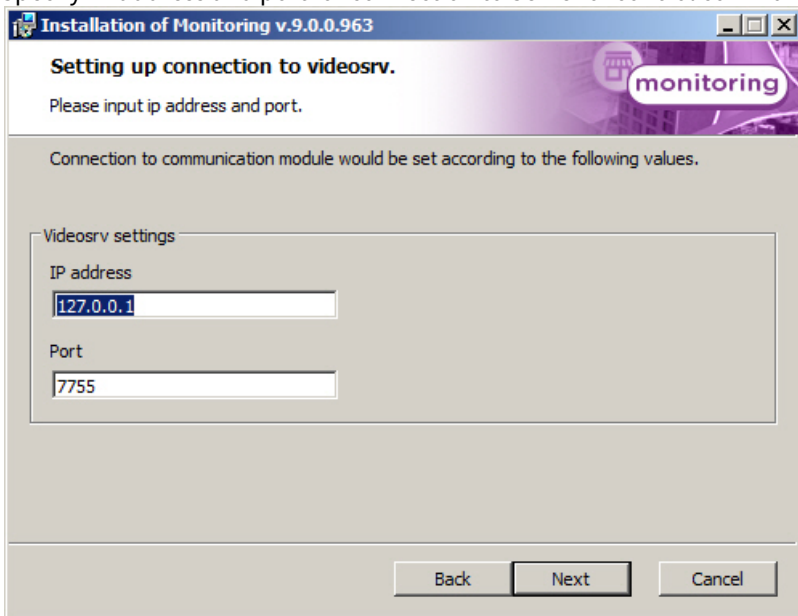 Installation of Monitoring v.9.0.0.963
Setting up connection to videosrv.
Please input ip address and port.
monitoring
Connection to communication module would be set according to the following values.
Videosrv settings
IP address
127.0.0.1
Port
7755
Back Next Cancel